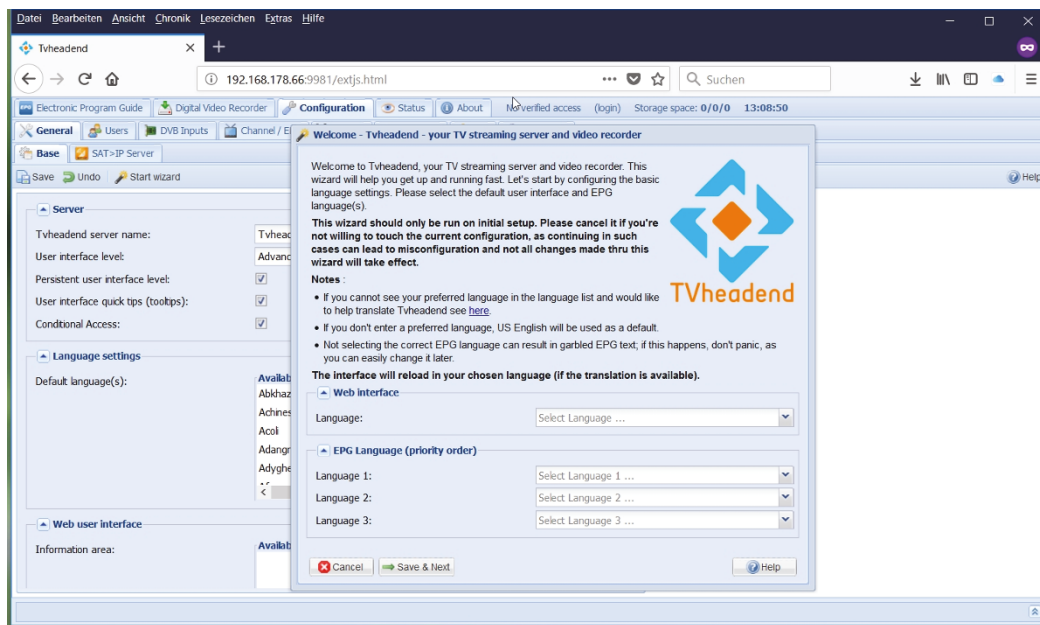 Datei Bearbeiten Ansicht Chronik Lesezeichen Extras Hilfe
Tvheadend
192.168.178.66:9981/extjs.html
Suchen
Electronic Program Guide Digital Video Recorder Configuration Status About No verified access (login) Storage space: 0/0/0 13:08:50
General Users DVB Inputs Channel / E
Base SAT>IP Server
Save Undo Start wizard Help
Server
Tvheadend server name: Tvhead
User interface level: Advanc
Persistent user interface level:
User interface quick tips (tooltips):
Conditional Access:
Language settings
Default language(s): Availab
Abkhaz
Achines
Acoli
Adangr
Adyghe
Web user interface
Information area: Availab
Welcome - Tvheadend - your TV streaming server and video recorder
Welcome to Tvheadend, your TV streaming server and video recorder. This
wizard will help you get up and running fast. Let's start by configuring the basic
language settings. Please select the default user interface and EPG
language(s).
This wizard should only be run on initial setup. Please cancel it if you're
not willing to touch the current configuration, as continuing in such
cases can lead to misconfiguration and not all changes made thru this
wizard will take effect.
Notes :
• If you cannot see your preferred language in the language list and would like
to help translate Tvheadend see here.
• If you don't enter a preferred language, US English will be used as a default.
• Not selecting the correct EPG language can result in garbled EPG text; if this happens, don't panic, as
you can easily change it later.
The interface will reload in your chosen language (if the translation is available).
TVheadend
Web interface
Language: Select Language ...
EPG Language (priority order)
Language 1: Select Language 1 ...
Language 2: Select Language 2 ...
Language 3: Select Language 3 ...
Cancel Save & Next Help